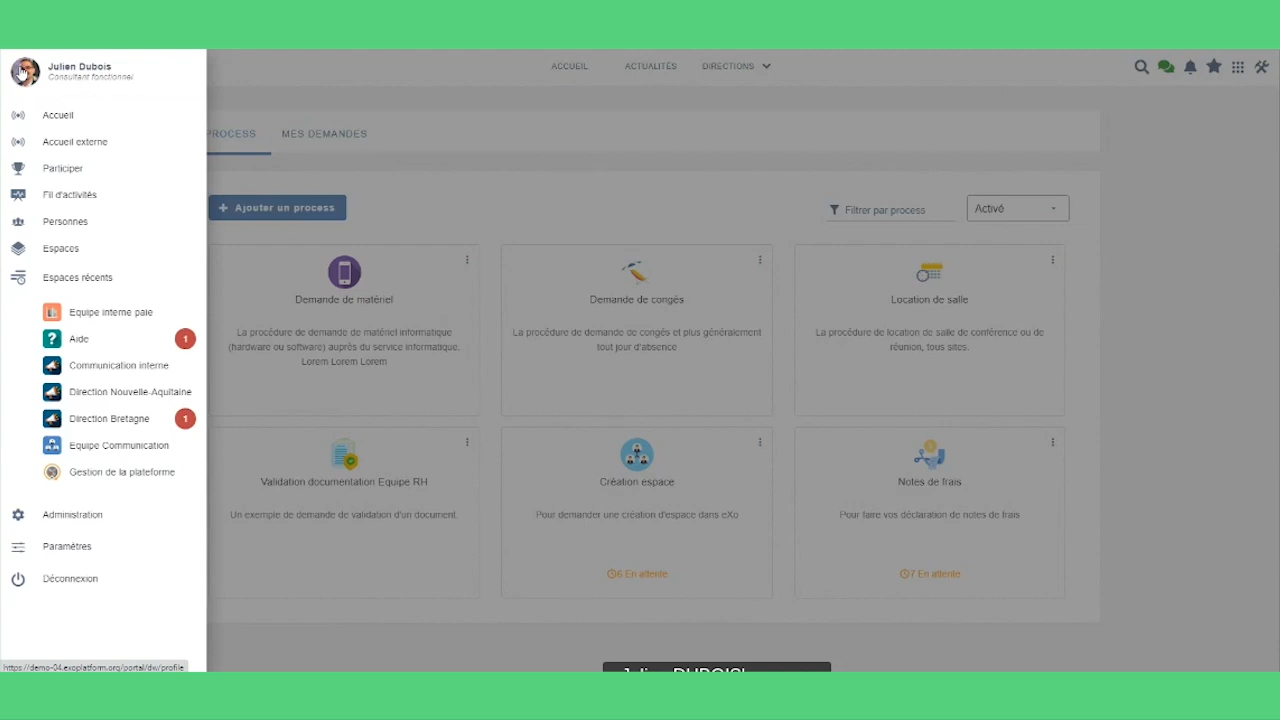 Julien Dubois
Consultant fonctionnel
ACCUEIL
ACTUALITÉS
DIRECTIONS
Accueil
Accueil externe
Participer
Fil d'activités
Personnes
Espaces
Espaces récents
Equipe interne paie
Aide 1
Communication interne
Direction Nouvelle-Aquitaine
Direction Bretagne 1
Equipe Communication
Gestion de la plateforme
Administration
Paramètres
Déconnexion
https://demo-04.exoplatform.org/portal/dw/profile
PROCESS
MES DEMANDES
+ Ajouter un process
Filtrer par process
Activé
Demande de matériel
La procédure de demande de matériel informatique
(hardware ou software) auprès du service informatique.
Lorem Lorem Lorem
Demande de congés
La procédure de demande de congés et plus généralement
tout jour d'absence
Location de salle
La procédure de location de salle de conférence ou de
réunion, tous sites.
Validation documentation Equipe RH
Un exemple de demande de validation d'un document.
Création espace
Pour demander une création d'espace dans eXo
6 En attente
Notes de frais
Pour faire vos déclaration de notes de frais
7 En attente
Julien DUBOIS